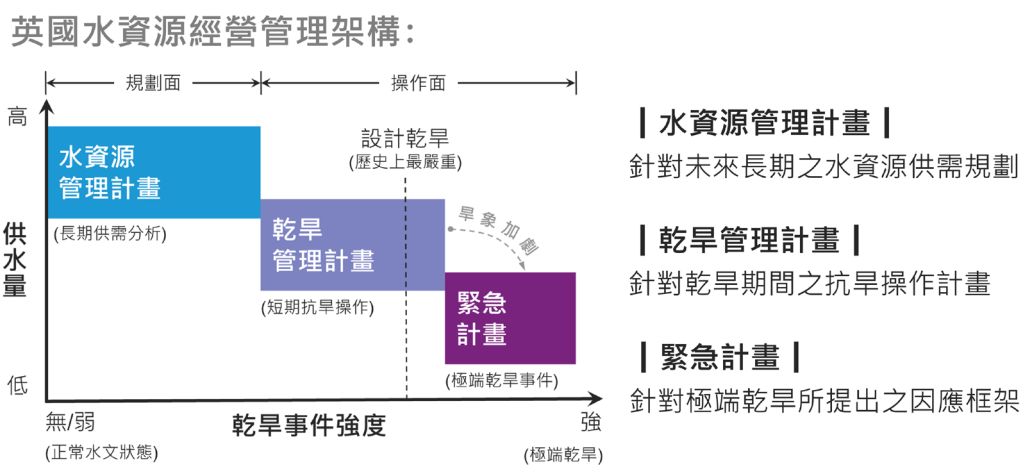 英國水資源經營管理架構：
規劃面
操作面
高
供水量
低
水資源
管理計畫
(長期供需分析)
設計乾旱
(歷史上最嚴重)
乾旱
管理計畫
(短期抗旱操作)
旱象加劇
緊急
計畫
(極端乾旱事件)
無/弱
(正常水文狀態)
乾旱事件強度
強
(極端乾旱)
┃水資源管理計畫┃
針對未來長期之水資源供需規劃
┃乾旱管理計畫┃
針對乾旱期間之抗旱操作計畫
┃緊急計畫┃
針對極端乾旱所提出之因應框架